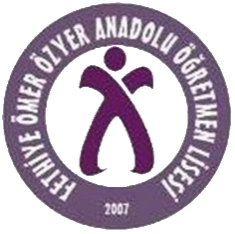 FETHİYE ÖMER ÖZYER ANADOLU ÖĞRETMEN LİSESİ
2007